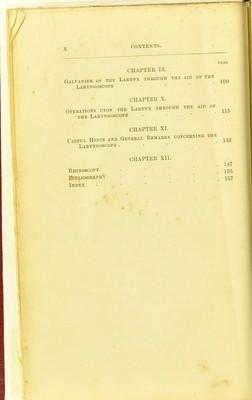 x CONTENTS.
PAGE
CHAPTER IX.
GALVANISM OF THE LARYNX THROUGH THE AID OF THE
LARYNGOSCOPE . 109
CHAPTER X.
OPERATIONS UPON THE LARYNX THROUGH THE AID OF
THE LARYNGOSCOPE . 115
CHAPTER XI.
USEFUL HINTS AND GENERAL REMARKS CONCERNING THE
LARYNGOSCOPE . 143
CHAPTER XII.
RHINOSCOPY . 147
BIBLIOGRAPHY . 155
INDEX . 157